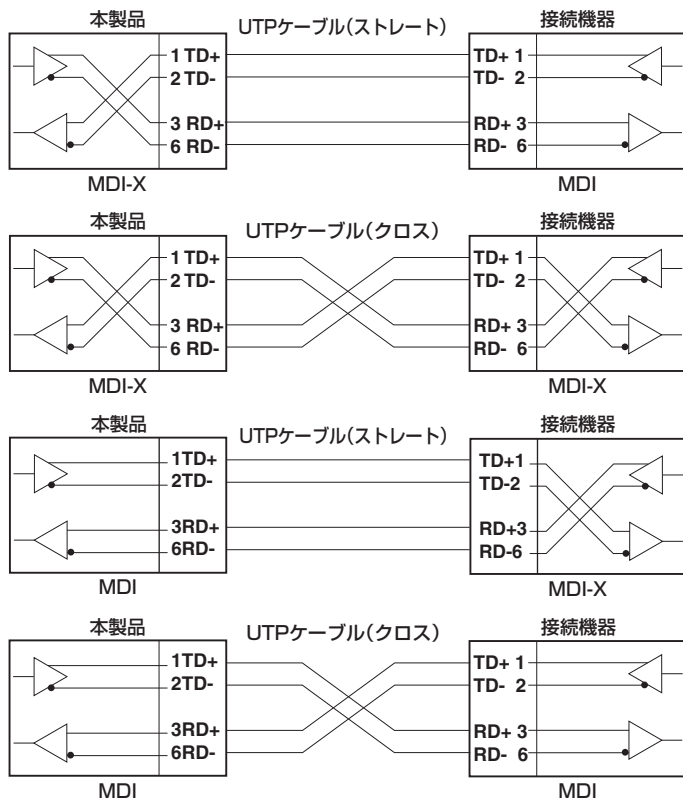 本製品 UTPケーブル(ストレート) 接続機器
1 TD+ TD+ 1
2 TD- TD- 2
3 RD+ RD+ 3
6 RD- RD- 6
MDI-X MDI
本製品 UTPケーブル(クロス) 接続機器
1 TD+ TD+ 1
2 TD- TD- 2
3 RD+ RD+ 3
6 RD- RD- 6
MDI-X MDI-X
本製品 UTPケーブル(ストレート) 接続機器
1TD+ TD+1
2TD- TD-2
3RD+ RD+3
6RD- RD-6
MDI MDI-X
本製品 UTPケーブル(クロス) 接続機器
1TD+ TD+ 1
2TD- TD- 2
3RD+ RD+ 3
6RD- RD- 6
MDI MDI